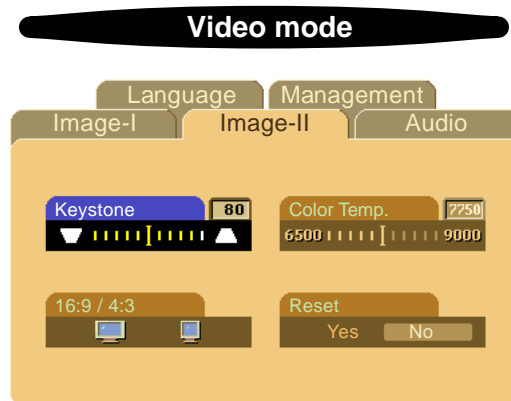 Video mode
Language Management
Image-I Image-II Audio
Keystone 80 Color Temp. 7750
6500 9000
16:9 / 4:3 Reset
Yes No